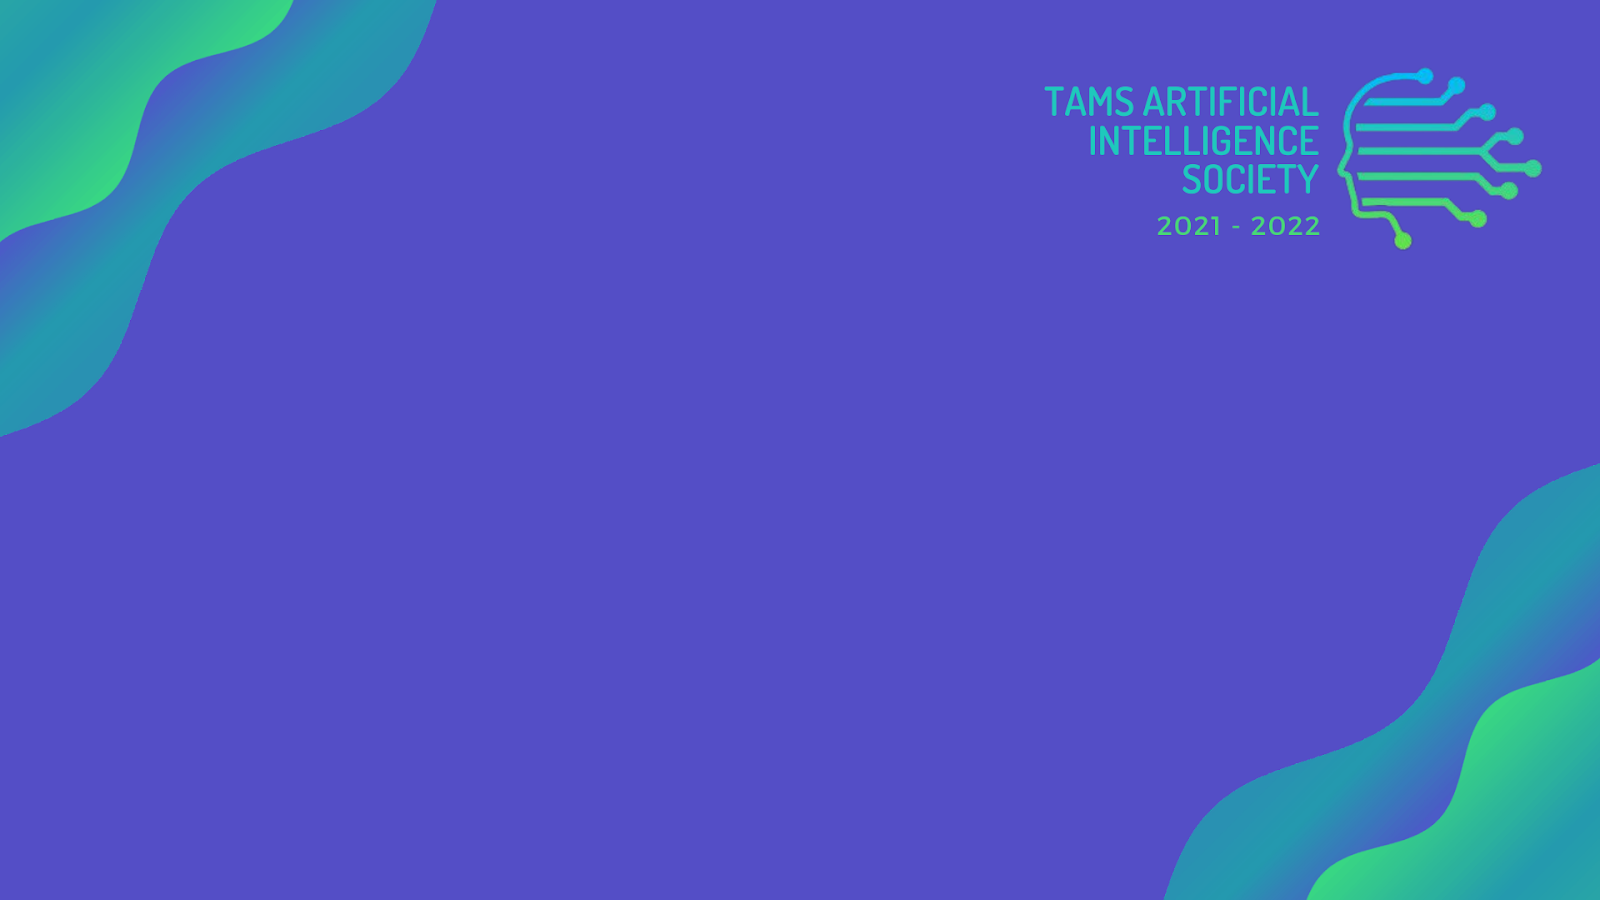 TAMS ARTIFICIAL
INTELLIGENCE
SOCIETY
2021 - 2022